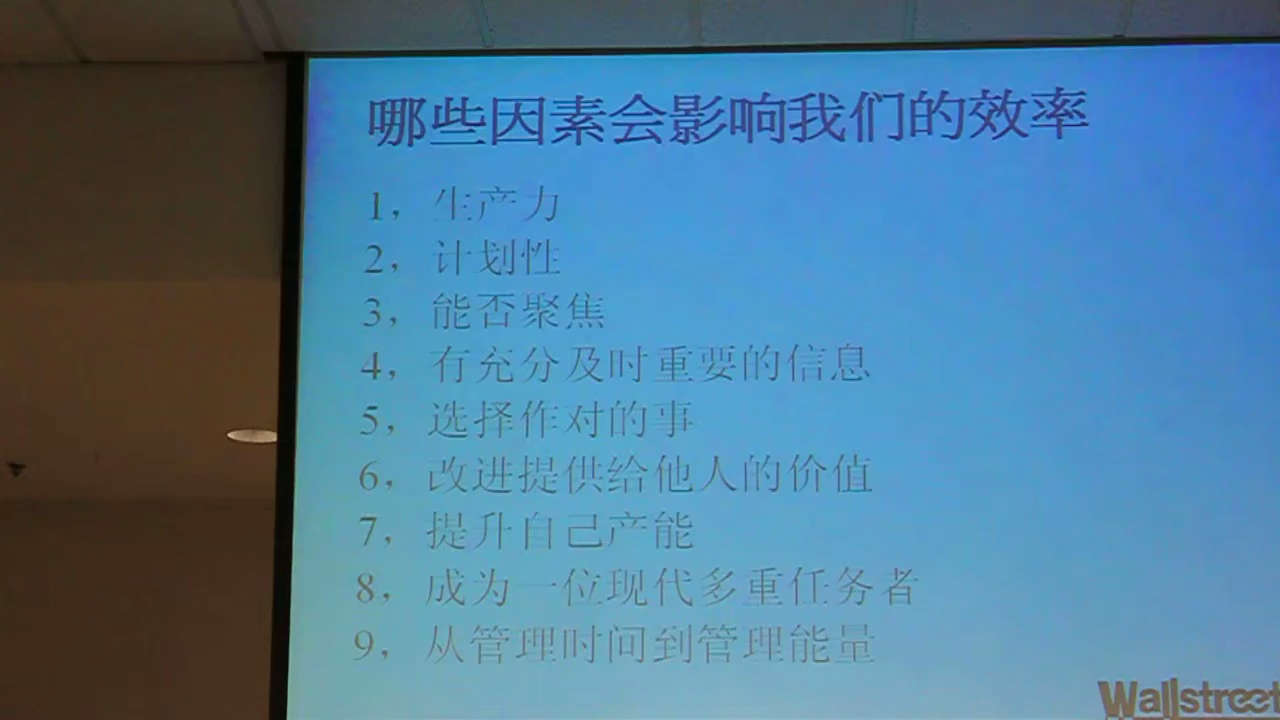 哪些因素会影响我们的效率
1，生产力
2，计划性
3，能否聚焦
4，有充分及时重要的信息
5，选择作对的事
6，改进提供给他人的价值
7，提升自己产能
8，成为一位现代多重任务者
9，从管理时间到管理能量
Wallstreet